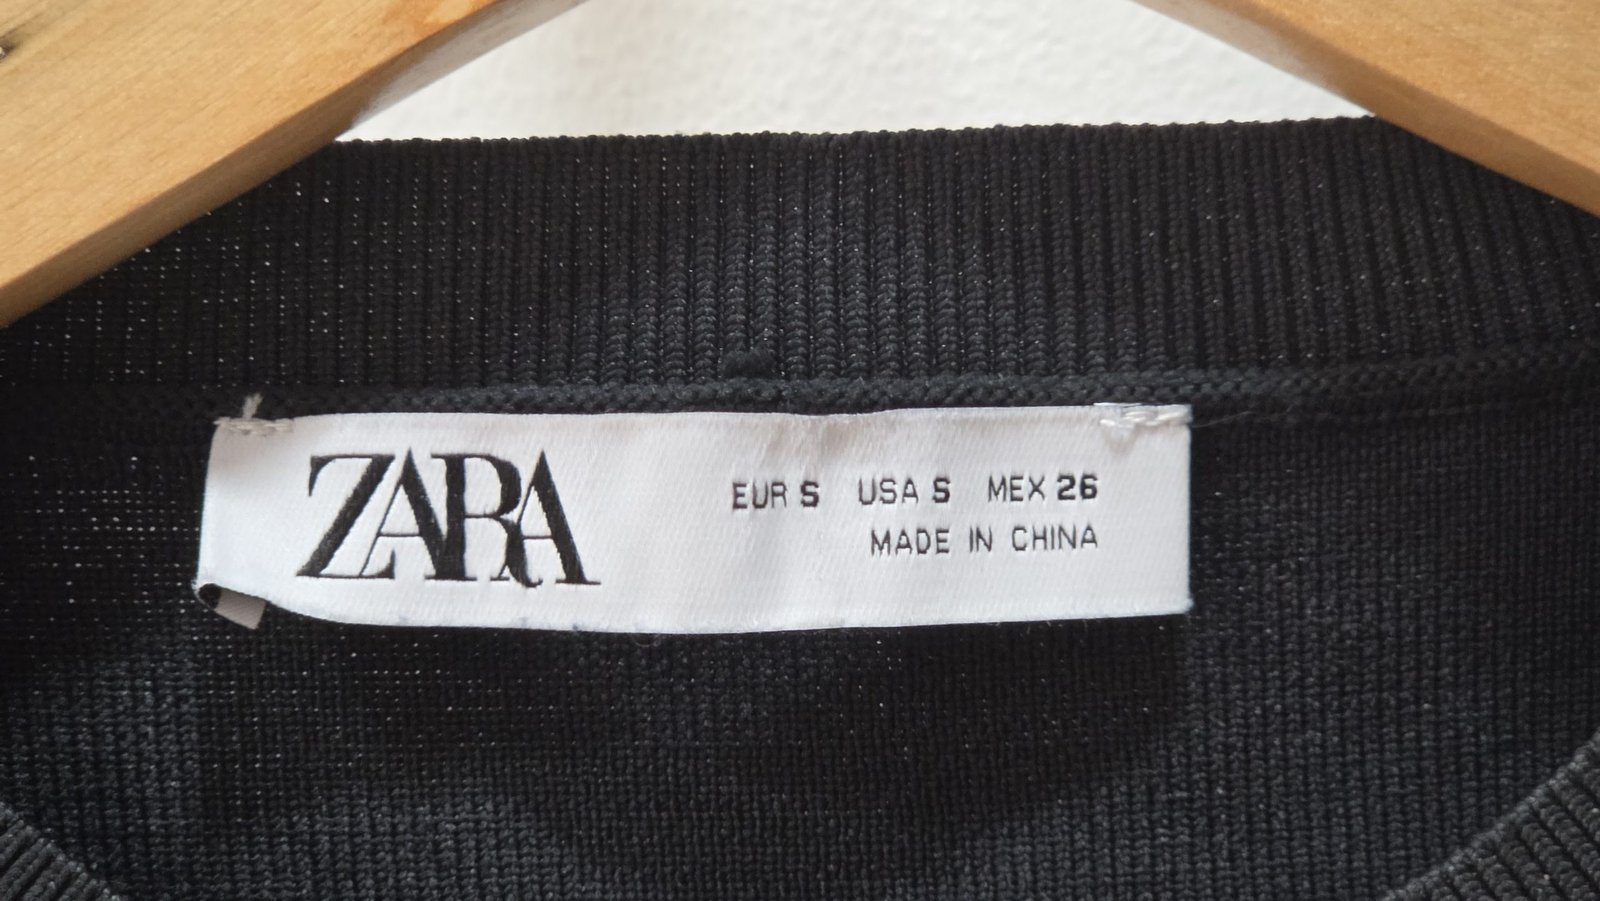 ZARA
EUR S USA S MEX 26
MADE IN CHINA